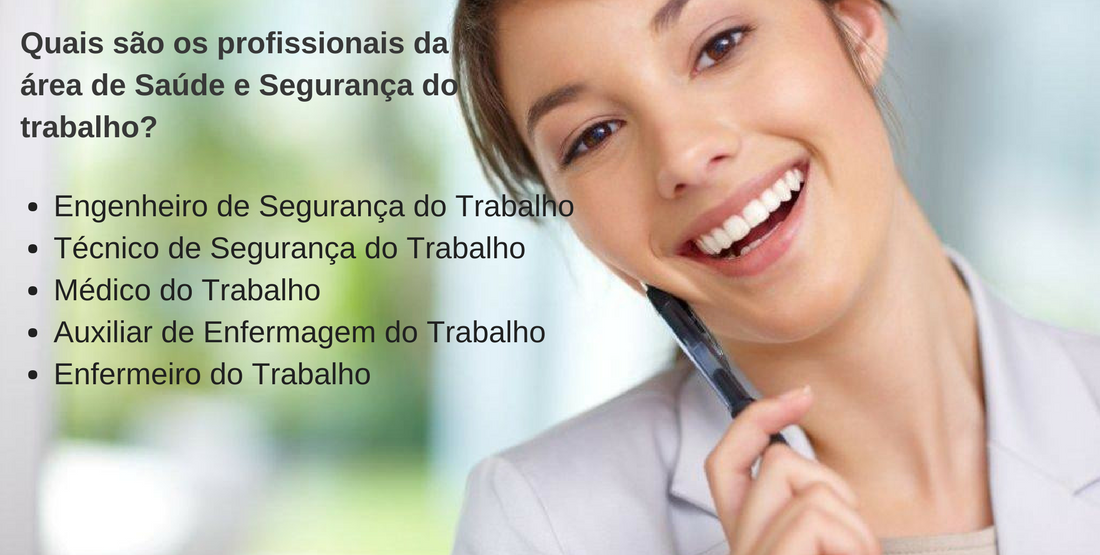 Quais são os profissionais da
área de Saúde e Segurança do
trabalho?
• Engenheiro de Segurança do Trabalho
• Técnico de Segurança do Trabalho
• Médico do Trabalho
• Auxiliar de Enfermagem do Trabalho
• Enfermeiro do Trabalho